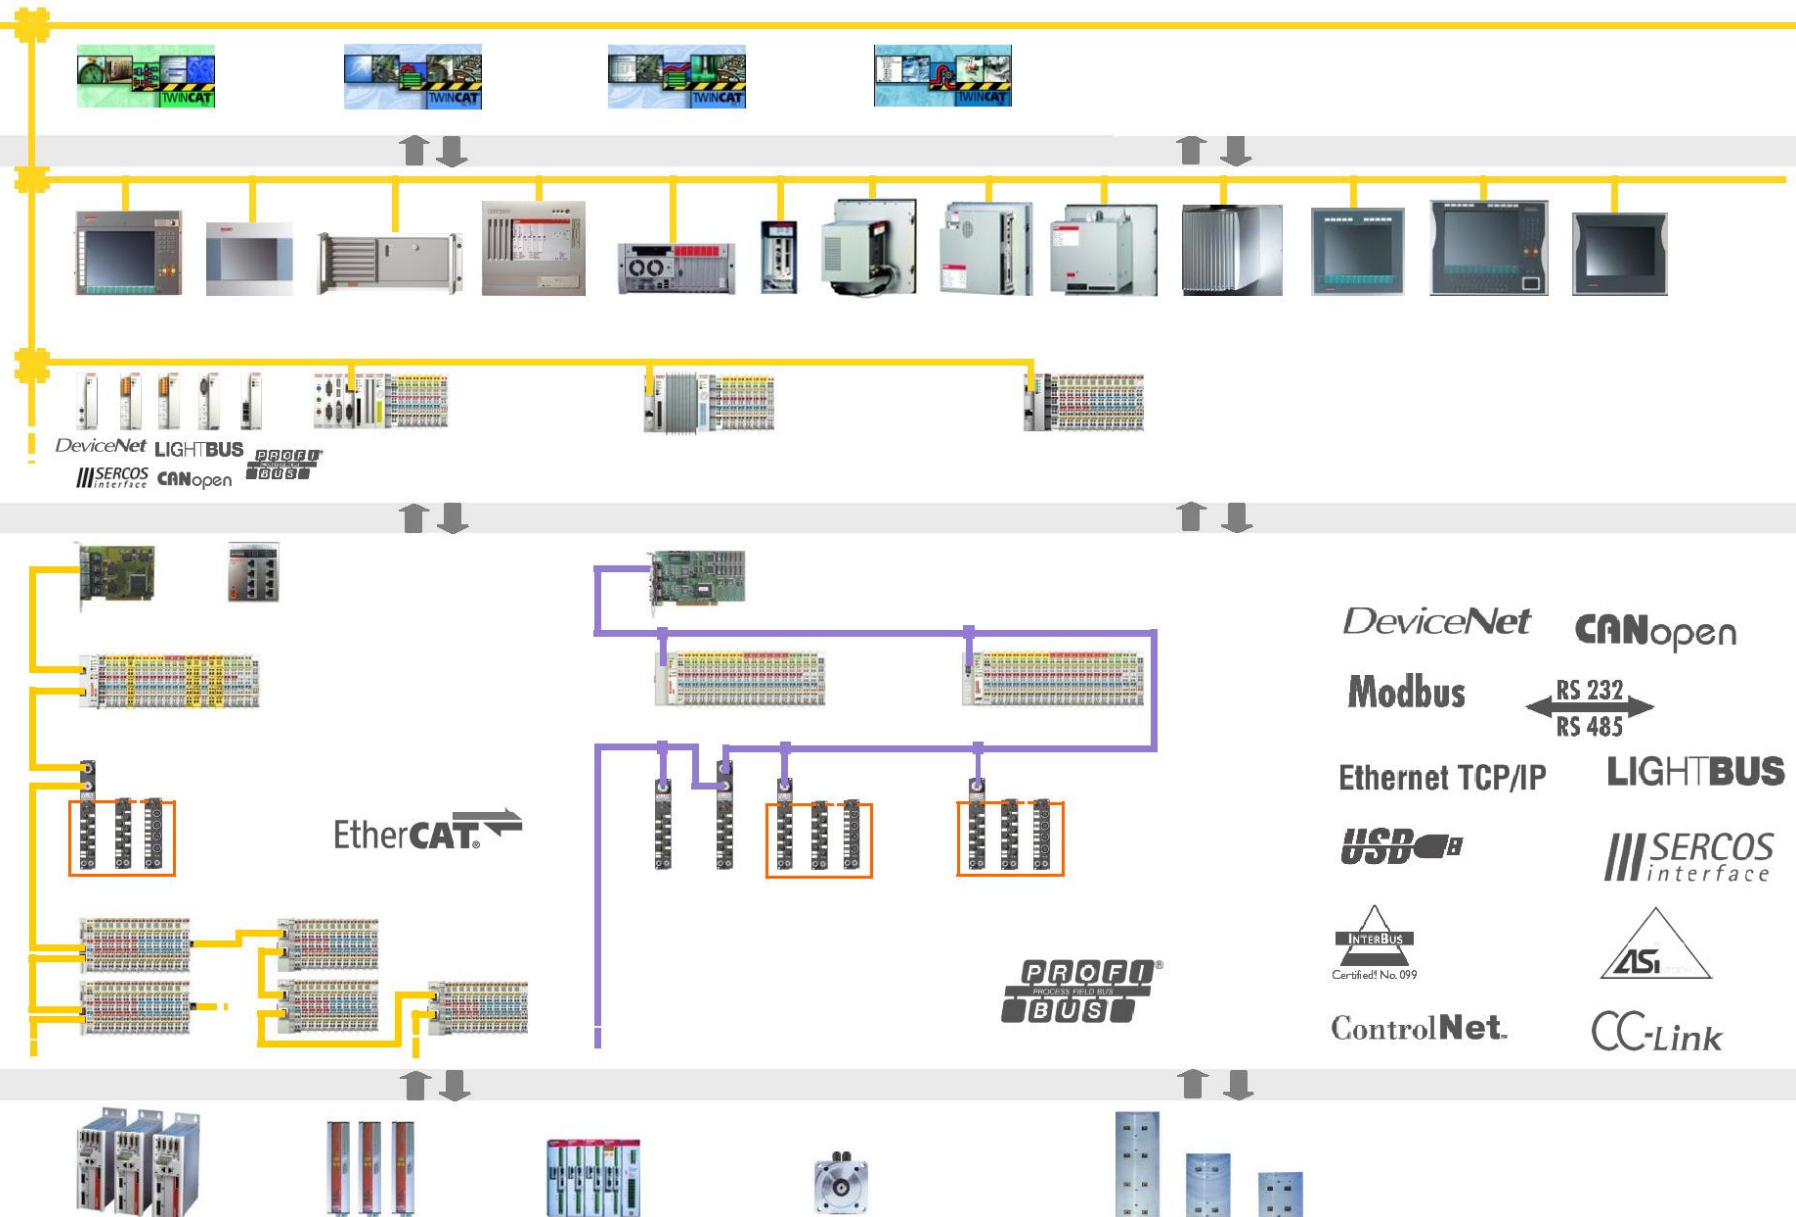 TWINCAT
TWINCAT
TWINCAT
TWINCAT
DeviceNet LIGHTBUS PROFI®
BUS
SERCOS CANopen
interface
DeviceNet CANopen
Modbus
RS 232
RS 485
Ethernet TCP/IP LIGHTBUS
EtherCAT®
USB
SERCOS
interface
INTERBUS
Certified! No. 099
ASi
PROFI®
PROCESS FIELD BUS
BUS
ControlNet™ CC-Link